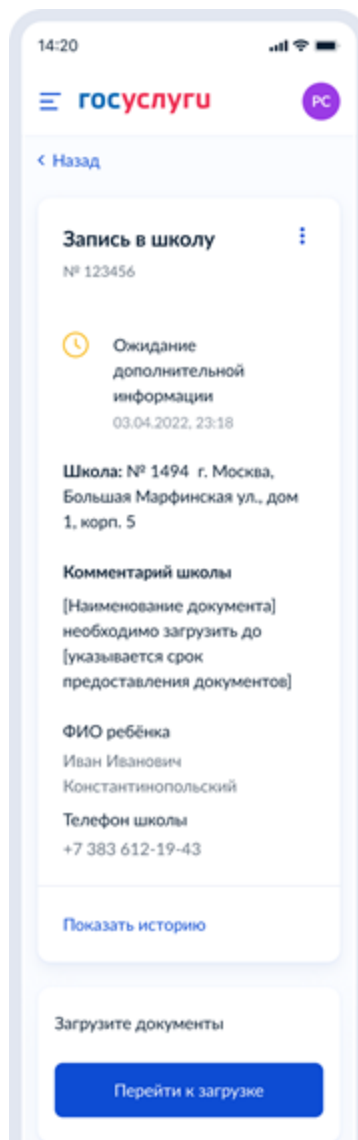 14:20
госуслуги
РС
Назад
Запись в школу
№ 123456
Ожидание
дополнительной
информации
03.04.2022, 23:18
Школа: № 1494 г. Москва,
Большая Марфинская ул., дом
1, корп. 5
Комментарий школы
[Наименование документа]
необходимо загрузить до
[указывается срок
предоставления документов]
ФИО ребёнка
Иван Иванович
Константинопольский
Телефон школы
+7 383 612-19-43
Показать историю
Загрузите документы
Перейти к загрузке